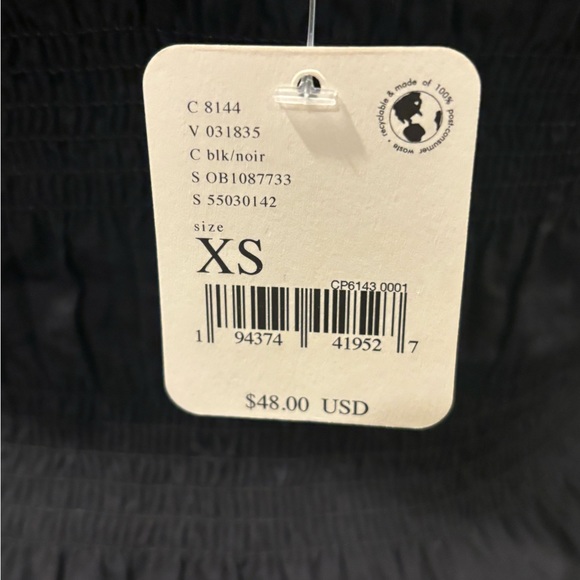 recyclable & made of 100% post-consumer waste •
C 8144
V 031835
C blk/noir
S OB1087733
S 55030142
size
XS
CP6143 0001
1 94374 41952 7
$48.00 USD